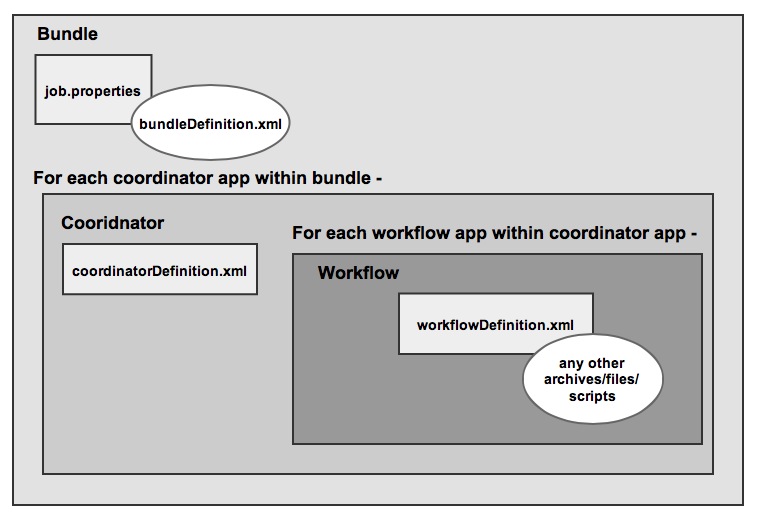 Bundle
job.properties
bundleDefinition.xml
For each coordinator app within bundle -
Cooridnator
coordinatorDefinition.xml
For each workflow app within coordinator app -
Workflow
workflowDefinition.xml
any other
archives/files/
scripts